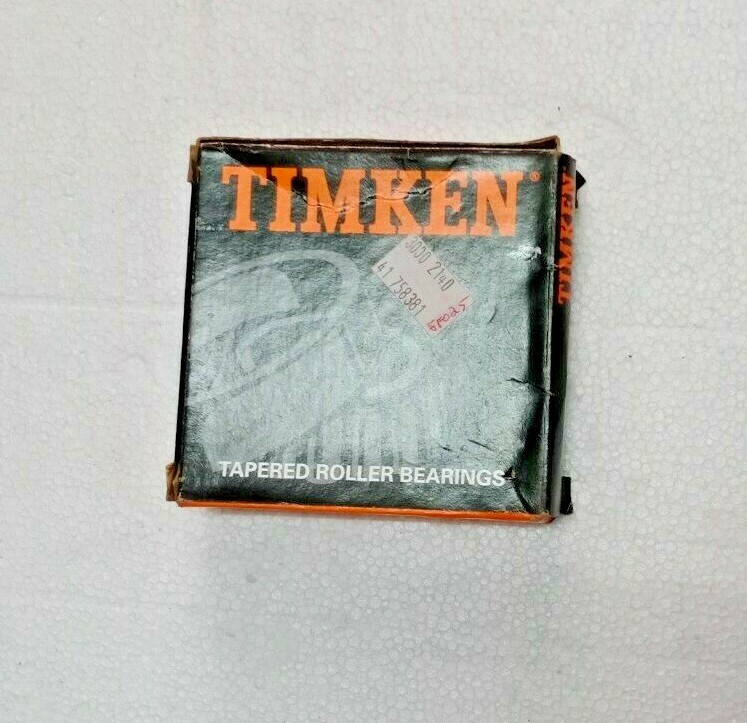 TIMKEN®
3000 2140
41 758381
TAPERED ROLLER BEARINGS
TIMKEN